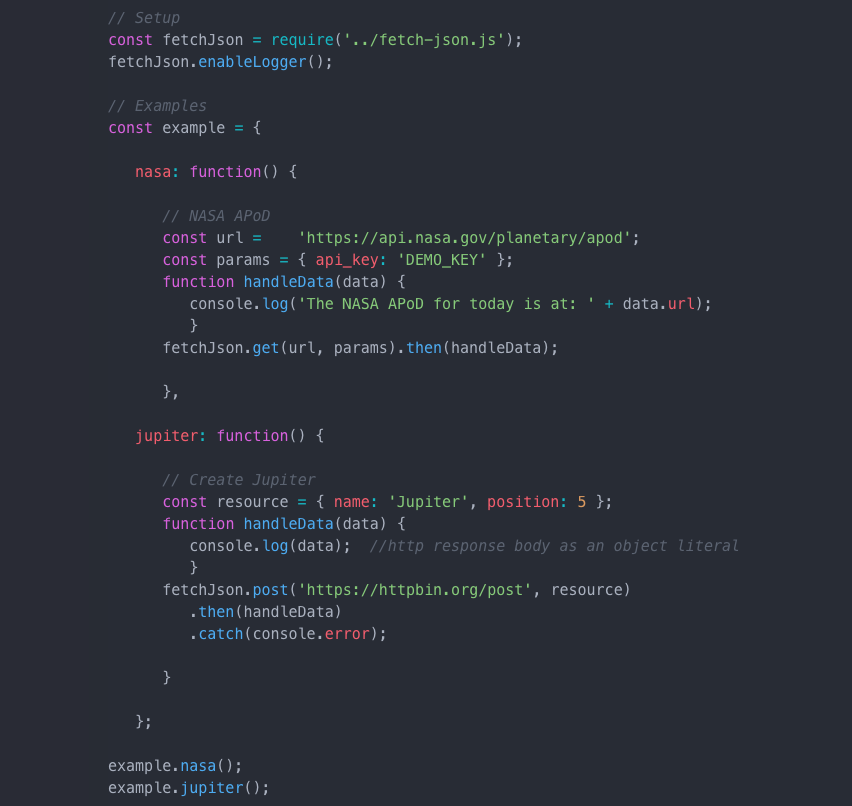 // Setup
const fetchJson = require('../fetch-json.js');
fetchJson.enableLogger();

// Examples
const example = {

   nasa: function() {

      // NASA APoD
      const url =    'https://api.nasa.gov/planetary/apod';
      const params = { api_key: 'DEMO_KEY' };
      function handleData(data) {
         console.log('The NASA APoD for today is at: ' + data.url);
         }
      fetchJson.get(url, params).then(handleData);

      },

   jupiter: function() {

      // Create Jupiter
      const resource = { name: 'Jupiter', position: 5 };
      function handleData(data) {
         console.log(data);  //http response body as an object literal
         }
      fetchJson.post('https://httpbin.org/post', resource)
         .then(handleData)
         .catch(console.error);

      }

   };

example.nasa();
example.jupiter();